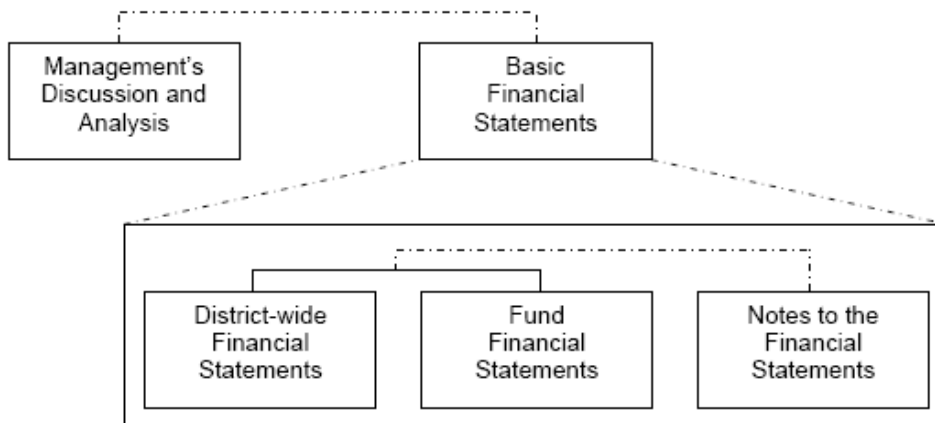 Management's
Discussion and
Analysis
Basic
Financial
Statements
District-wide
Financial
Statements
Fund
Financial
Statements
Notes to the
Financial
Statements